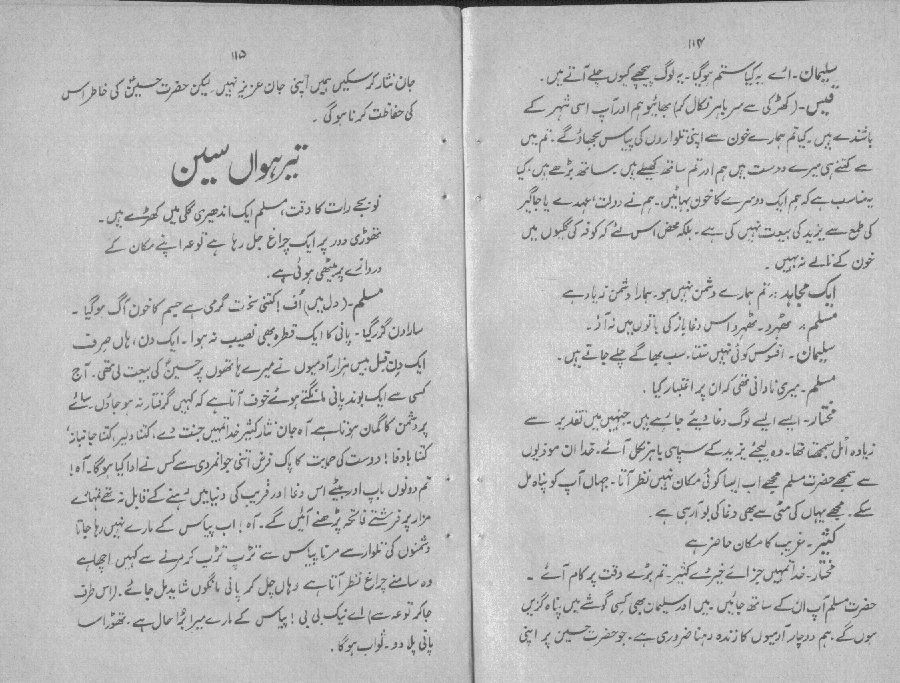 ۱۱۴
سلیمان۔ اے یہ کیا ستم ہو گیا۔ یہ لوگ پیچھے کیوں چلے آتے ہیں۔
قیس۔ (کھڑکی سے سر باہر نکال کر) بھائیو ہم اور آپ اسی شہر کے
باشندے ہیں۔ کیا تم ہمارے خون سے اپنی تلواروں کی پیاس بجھاؤ گے۔ تم میں
سے کتنے ہی میرے دوست ہیں ہم اور تم ساتھ کھیلے ہیں۔ ساتھ بڑھے ہیں۔ کیا
یہ مناسب ہے کہ ہم ایک دوسرے کا خون بہائیں۔ ہم نے دولت، عہدے یا جاگیر
کی طمع سے یزید کی بیعت نہیں کی ہے۔ بلکہ محض اس لئے کہ کوفہ کی گلیوں میں
خون کے نالے نہ بہیں۔
ایک مجاہد:۔ تم ہمارے دشمن نہیں ہو۔ ہمارا دشمن زیاد ہے
مسلم:۔ ٹھہرو۔ ٹھہرو اس دغاباز کی باتوں میں نہ آؤ۔
سلیمان۔ افسوس کوئی نہیں سنتا۔ سب بھاگے چلے جاتے ہیں۔
مسلم۔ میری نادانی تھی کہ ان پر اعتبار کیا۔
مختار۔ ایسے ایسے لوگ دغا دیئے جاتے ہیں۔ جنہیں میں تقدیر سے
زیادہ اٹل سمجھتا تھا۔ وہ لیجئے یزید کے سپاہی باہر نکل آئے۔ خدا ان موذیوں
سے سمجھے حضرت مسلم مجھے اب ایسا کوئی مکان نہیں نظر آتا۔ جہاں آپ کو پناہ مل
سکے۔ مجھے یہاں کی مٹی سے بھی دغا کی بو آ رہی ہے۔
کثیر۔ غریب کا مکان حاضر ہے
مختار۔ خدا تمہیں جزائے خیر دے کثیر۔ تم بڑے وقت پر کام آئے۔
حضرت مسلم آپ ان کے ساتھ جائیں۔ میں اور سلیمان بھی کسی گوشے میں پناہ گزیں
ہوں گے۔ ہم دو چار آدمیوں کا زندہ رہنا ضروری ہے۔ جو حضرت حسین پر اپنی
۱۱۵
جان نثار کر سکیں ہمیں اپنی جان عزیز نہیں۔ لیکن حضرت حسینؑ کی خاطر اس
کی حفاظت کرنا ہوگی۔
تیرہواں سین
نو بجے رات کا وقت، مسلم ایک اندھیری گلی میں کھڑے ہیں۔
تھوڑی دور پر ایک چراغ جل رہا ہے توعہ اپنے مکان کے
دروازے پر بیٹھی ہوئی ہے۔
مسلم۔ (دل میں) اُف! کتنی سخت گرمی ہے جسم کا خون آگ ہو گیا۔
سارا دن گزر گیا۔ پانی کا ایک قطرہ بھی نصیب نہ ہوا۔ ایک دن، ہاں صرف
ایک دن قبل بیس ہزار آدمیوں نے میرے ہاتھوں پر حسینؑ کی بیعت لی تھی۔ آج
کسی سے ایک بوند پانی مانگتے ہوئے خوف آتا ہے کہ کہیں گرفتار نہ ہو جاؤں۔ سائے
پر دشمن کا گمان ہوتا ہے۔ آہ جان نثار کثیر خدا تمہیں جنت دے، کتنا دلیر کتنا جانباز
کتنا باوفا! دوست کی حمایت کا پاک فرض اتنی جوانمردی سے کس نے ادا کیا ہوگا۔ آہ!
تم دونوں باپ اور بیٹے اس دغا اور فریب کی دنیا میں رہنے کے قابل نہ تھے تمہارے
مزار پر فرشتے فاتحہ پڑھنے آئیں گے۔ آہ! اب پیاس کے مارے نہیں رہا جاتا
دشمنوں کی تلوار سے مرنا پیاس سے تڑپ تڑپ کر مرنے سے کہیں اچھا ہے
وہ سامنے چراغ نظر آتا ہے وہاں چل کر پانی مانگوں شاید مل جائے۔ (اس طرف
جا کر توعہ سے) اے نیک بی بی! پیاس کے مارے میرا بُرا حال ہے۔ تھوڑا سا
پانی پلا دو۔ ثواب ہوگا۔